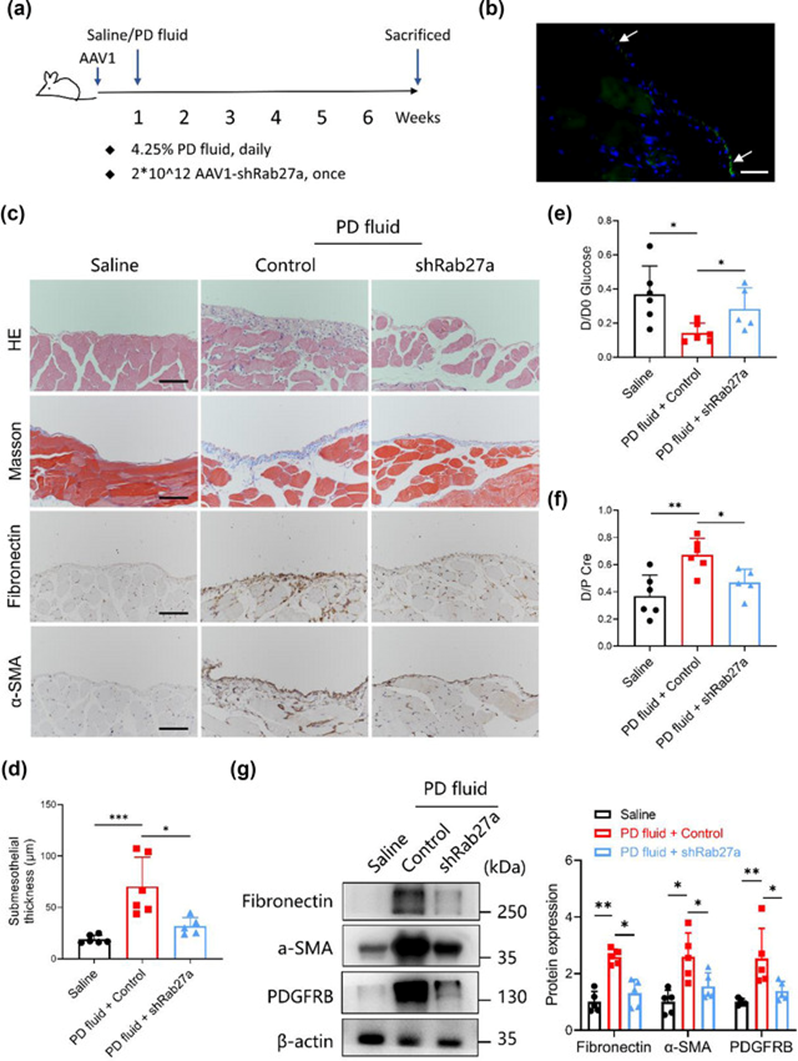 (a)
Saline/PD fluid
Sacrificed
AAV1
1 2 3 4 5 6 Weeks
◆ 4.25% PD fluid, daily
◆ 2*10^12 AAV1-shRab27a, once
(b)
(c)
PD fluid
Saline Control shRab27a
HE
Masson
Fibronectin
α-SMA
(d)
Submesothelial
thickness (μm)
150
100
50
0
***
*
Saline
PD fluid + Control
PD fluid + shRab27a
(e)
D/D0 Glucose
0.8
0.6
0.4
0.2
0.0
*
*
Saline
PD fluid + Control
PD fluid + shRab27a
(f)
D/P Cre
1.0
0.8
0.6
0.4
0.2
0.0
**
*
Saline
PD fluid + Control
PD fluid + shRab27a
(g)
PD fluid
Saline Control shRab27a
(kDa)
Fibronectin
250
a-SMA
35
PDGFRB
130
β-actin
35
Saline
PD fluid + Control
PD fluid + shRab27a
Protein expression
6
4
2
0
** * * * ** *
Fibronectin α-SMA PDGFRB